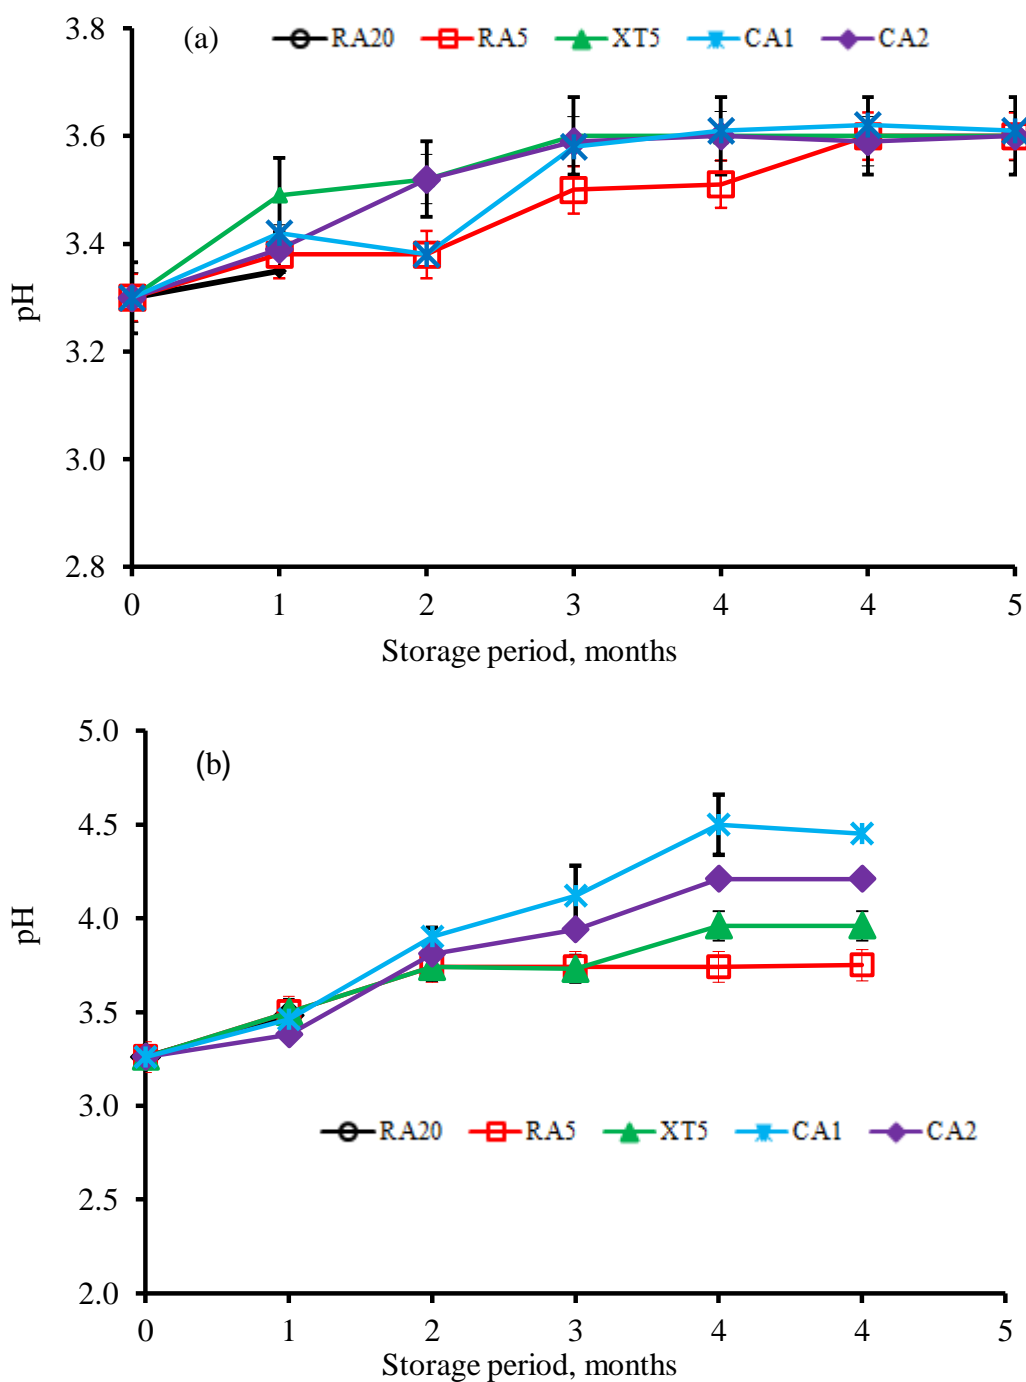 (a) RA20 RA5 XT5 CA1 CA2
3.8
3.6
3.4
3.2
3.0
2.8
pH
0 1 2 3 4 4 5
Storage period, months
(b)
5.0
4.5
4.0
3.5
3.0
2.5
2.0
pH
RA20 RA5 XT5 CA1 CA2
0 1 2 3 4 4 5
Storage period, months